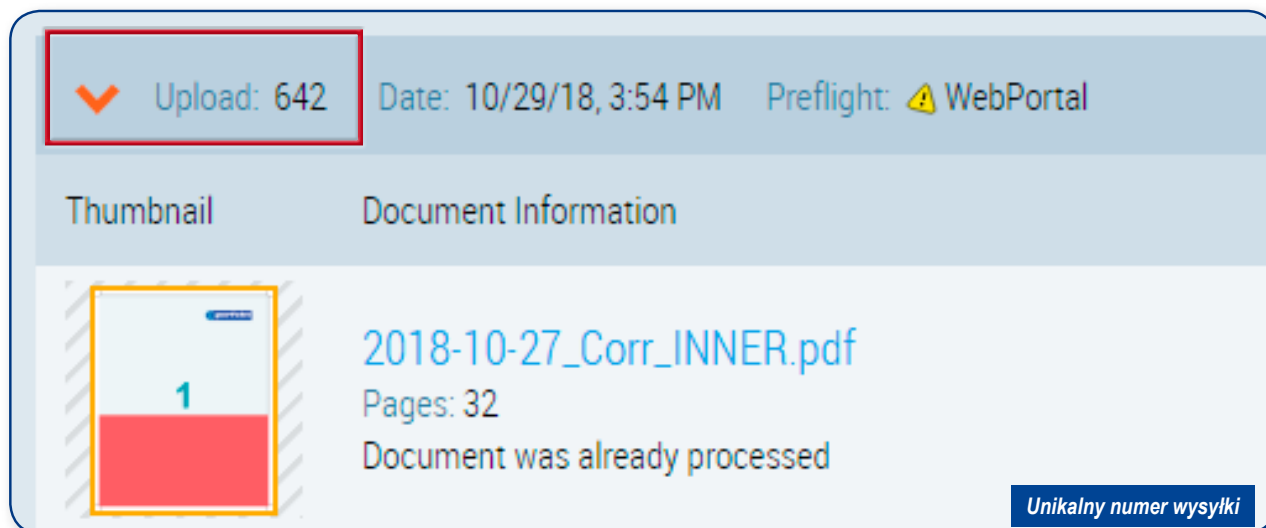 Upload: 642 Date: 10/29/18, 3:54 PM Preflight: WebPortal
Thumbnail Document Information
1
2018-10-27_Corr_INNER.pdf
Pages: 32
Document was already processed
Unikalny numer wysyłki